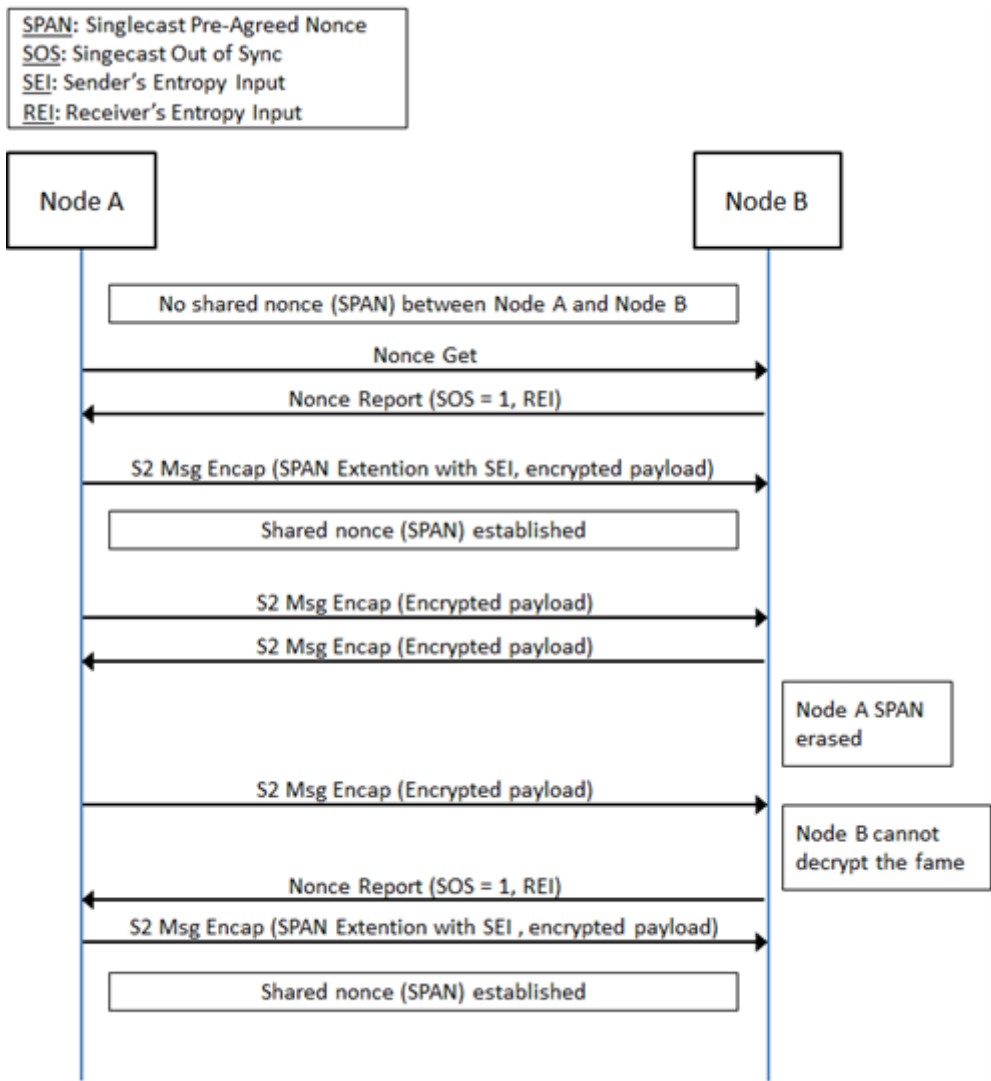 SPAN: Singlecast Pre-Agreed Nonce
SOS: Singecast Out of Sync
SEI: Sender's Entropy Input
REI: Receiver's Entropy Input
Node A
Node B
No shared nonce (SPAN) between Node A and Node B
Nonce Get
Nonce Report (SOS = 1, REI)
S2 Msg Encap (SPAN Extention with SEI, encrypted payload)
Shared nonce (SPAN) established
S2 Msg Encap (Encrypted payload)
S2 Msg Encap (Encrypted payload)
Node A SPAN
erased
S2 Msg Encap (Encrypted payload)
Node B cannot
decrypt the fame
Nonce Report (SOS = 1, REI)
S2 Msg Encap (SPAN Extention with SEI , encrypted payload)
Shared nonce (SPAN) established